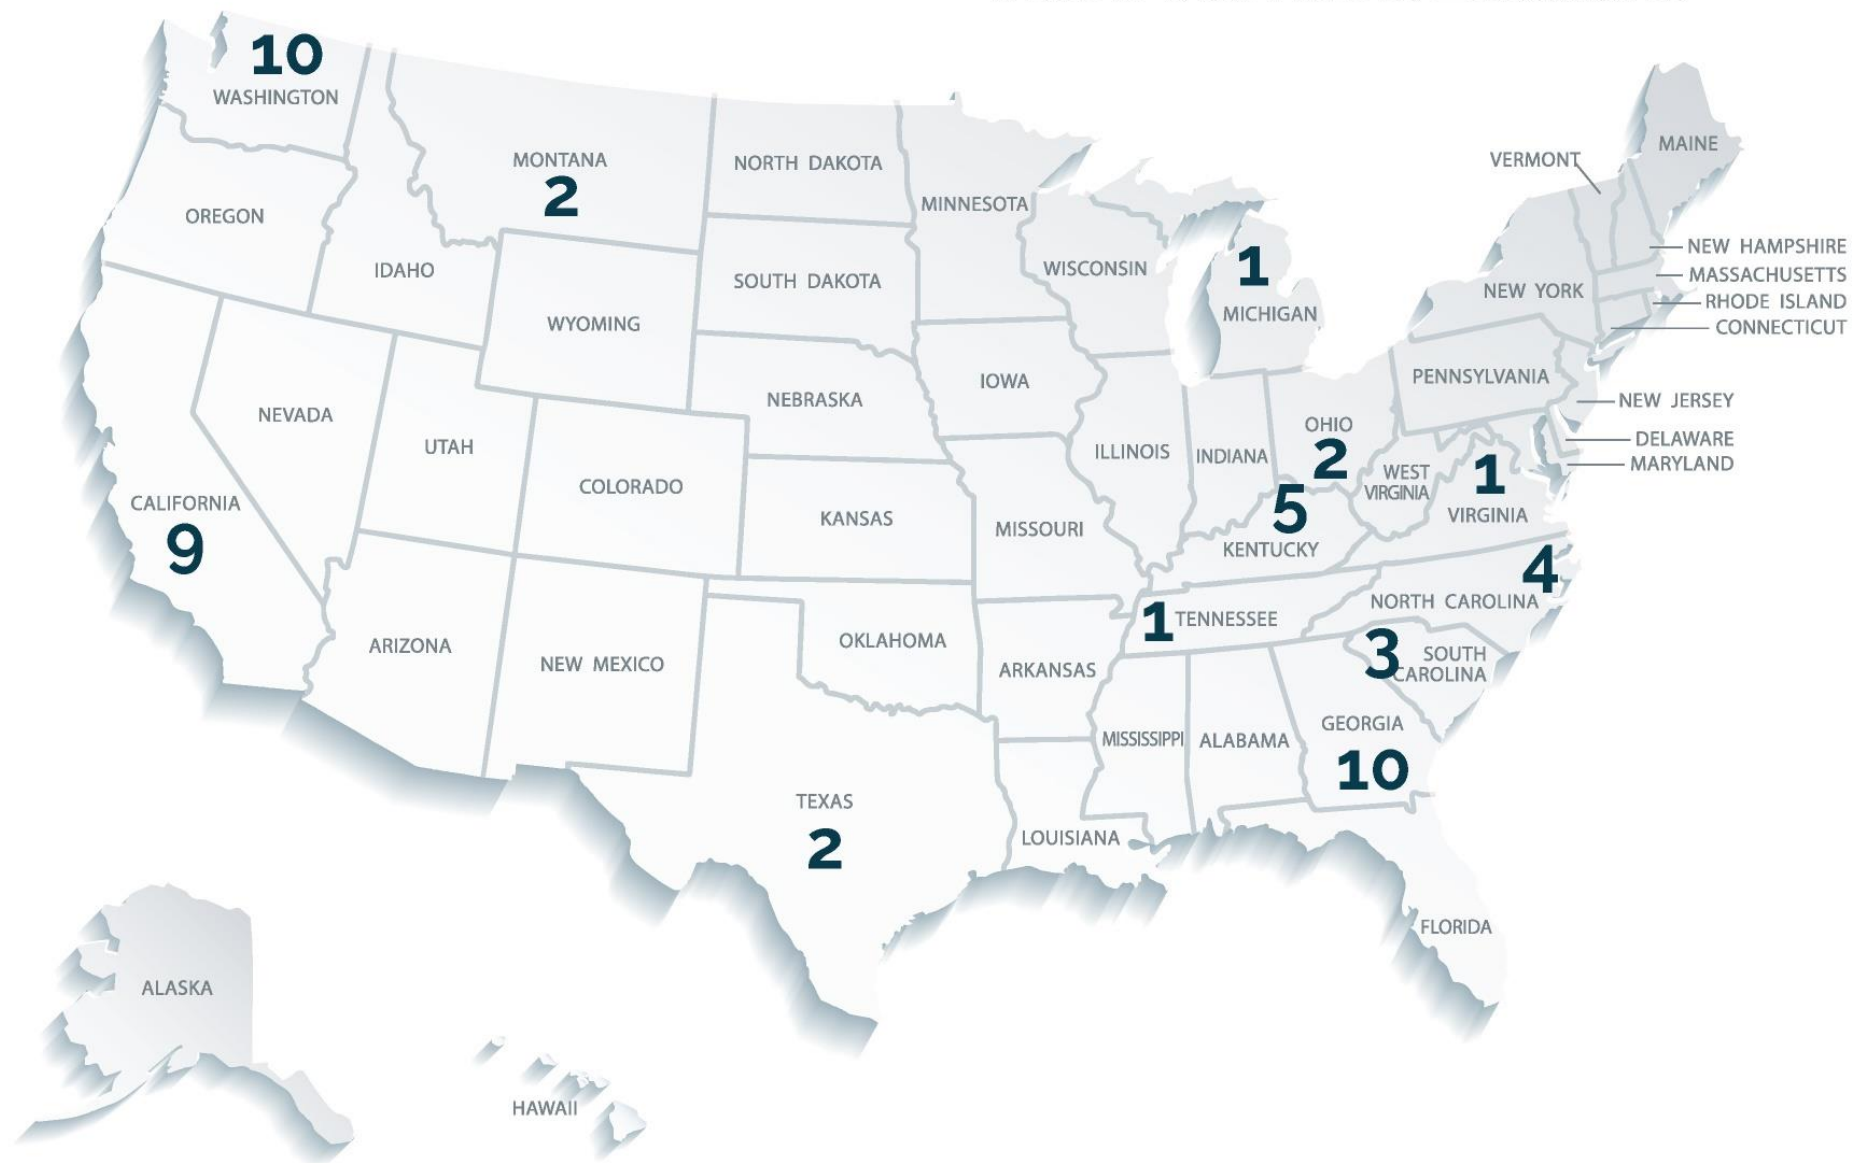 10
WASHINGTON
MONTANA
2
NORTH DAKOTA
MINNESOTA
OREGON
IDAHO
WYOMING
SOUTH DAKOTA
WISCONSIN
1
MICHIGAN
VERMONT
MAINE
NEW HAMPSHIRE
MASSACHUSETTS
RHODE ISLAND
CONNECTICUT
NEW YORK
PENNSYLVANIA
NEW JERSEY
DELAWARE
MARYLAND
NEVADA
UTAH
COLORADO
NEBRASKA
IOWA
ILLINOIS
INDIANA
OHIO
2
WEST
VIRGINIA
1
VIRGINIA
CALIFORNIA
9
KANSAS
MISSOURI
5
KENTUCKY
4
NORTH CAROLINA
1
TENNESSEE
3
SOUTH
CAROLINA
ARIZONA
NEW MEXICO
OKLAHOMA
ARKANSAS
MISSISSIPPI
ALABAMA
GEORGIA
10
TEXAS
2
LOUISIANA
FLORIDA
ALASKA
HAWAII